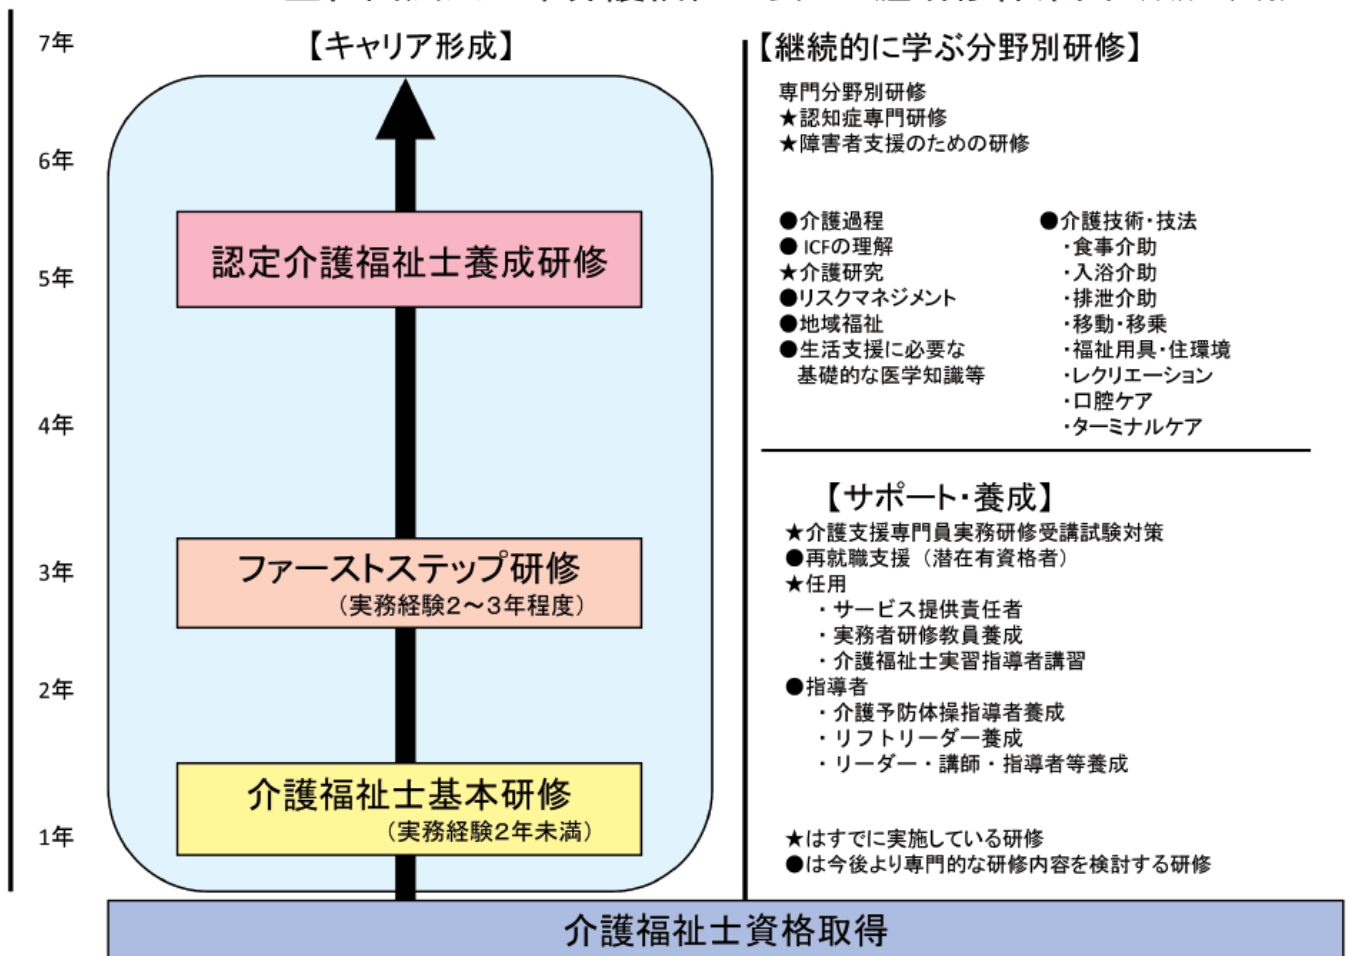 7年
6年
5年
4年
3年
2年
1年
【キャリア形成】
認定介護福祉士養成研修
ファーストステップ研修
（実務経験２～３年程度）
介護福祉士基本研修
（実務経験２年未満）
【継続的に学ぶ分野別研修】
専門分野別研修
★認知症専門研修
★障害者支援のための研修
●介護過程
●ICFの理解
★介護研究
●リスクマネジメント
●地域福祉
●生活支援に必要な
基礎的な医学知識等
●介護技術・技法
・食事介助
・入浴介助
・排泄介助
・移動・移乗
・福祉用具・住環境
・レクリエーション
・口腔ケア
・ターミナルケア
【サポート・養成】
★介護支援専門員実務研修受講試験対策
●再就職支援（潜在有資格者）
★任用
・サービス提供責任者
・実務者研修教員養成
・介護福祉士実習指導者講習
●指導者
・介護予防体操指導者養成
・リフトリーダー養成
・リーダー・講師・指導者等養成
★はすでに実施している研修
●は今後より専門的な研修内容を検討する研修
介護福祉士資格取得